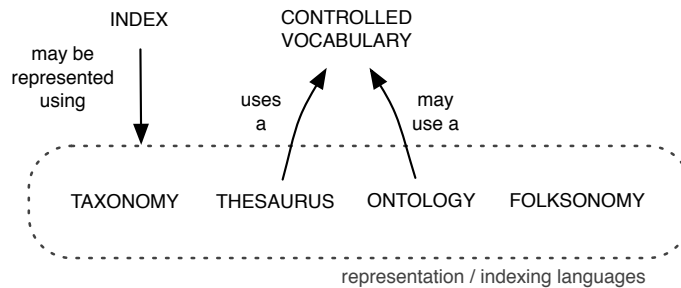 INDEX
CONTROLLED
VOCABULARY
may be
represented
using
uses
a
may
use a
TAXONOMY THESAURUS ONTOLOGY FOLKSONOMY
representation / indexing languages